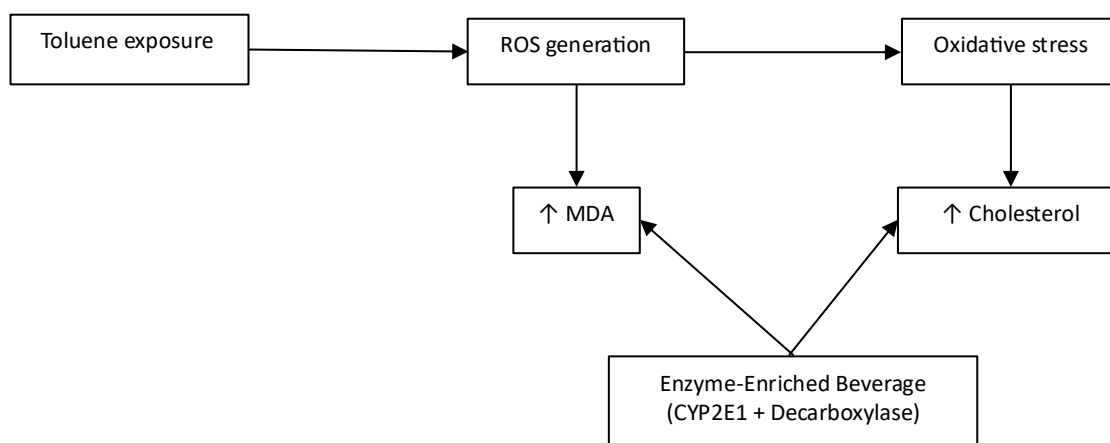 Toluene exposure
ROS generation
Oxidative stress
↑ MDA
↑ Cholesterol
Enzyme-Enriched Beverage
(CYP2E1 + Decarboxylase)